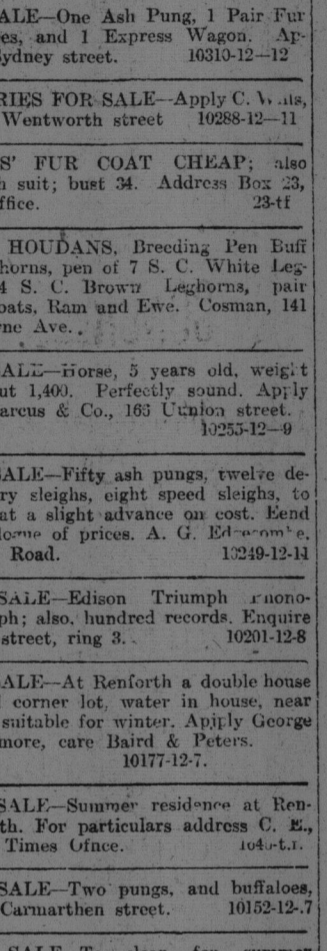 ALE—One Ash Pung, 1 Pair Fur
es, and 1 Express Wagon. Ap-
ydney street. 10310-12—12
RIES FOR SALE—Apply C.
Wentworth street 10288-12—11
S' FUR COAT CHEAP; also
suit; bust 34. Address Box 23,
ffice. 23-tf
HOUDANS, Breeding Pen Buff
horns, pen of 7 S. C. White Leg-
4 S. C. Brown Leghorns, pair
oats, Ram and Ewe. Cosman, 141
ne Ave.
ALE—Horse, 5 years old, weight
ut 1,400. Perfectly sound. Apply
arcus & Co., 166 Uunion street.
10255-12—9
SALE—Fifty ash pungs, twelve de-
ry sleighs, eight speed sleighs, to
at a slight advance on cost. Eend
of prices. A. G.
Road. 10249-12-11
SALE—Edison Triumph phono-
ph; also, hundred records. Enquire
street, ring 3. 10201-12-8
ALE—At Renforth a double house
corner lot, water in house, near
suitable for winter. Apply George
more, care Baird & Peters.
10177-12-7.
SALE—Summer residence at Ren-
th. For particulars address C. E.,
Times
SALE—Two pungs, and buffaloes,
Carmarthen street. 10152-12-.7